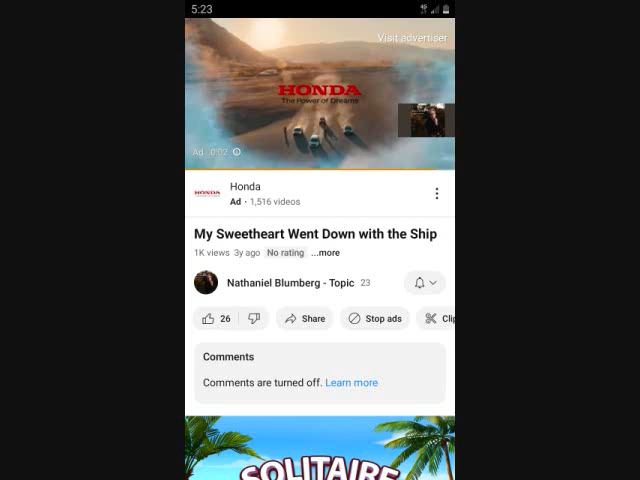 5:23
Visit advertiser
HONDA
The Power of Dreams
Ad · 0:02
HONDA
Honda
Ad · 1,516 videos
My Sweetheart Went Down with the Ship
1K views 3y ago No rating ...more
Nathaniel Blumberg - Topic 23
26 Share Stop ads Clip
Comments
Comments are turned off. Learn more
SOLITAIRE